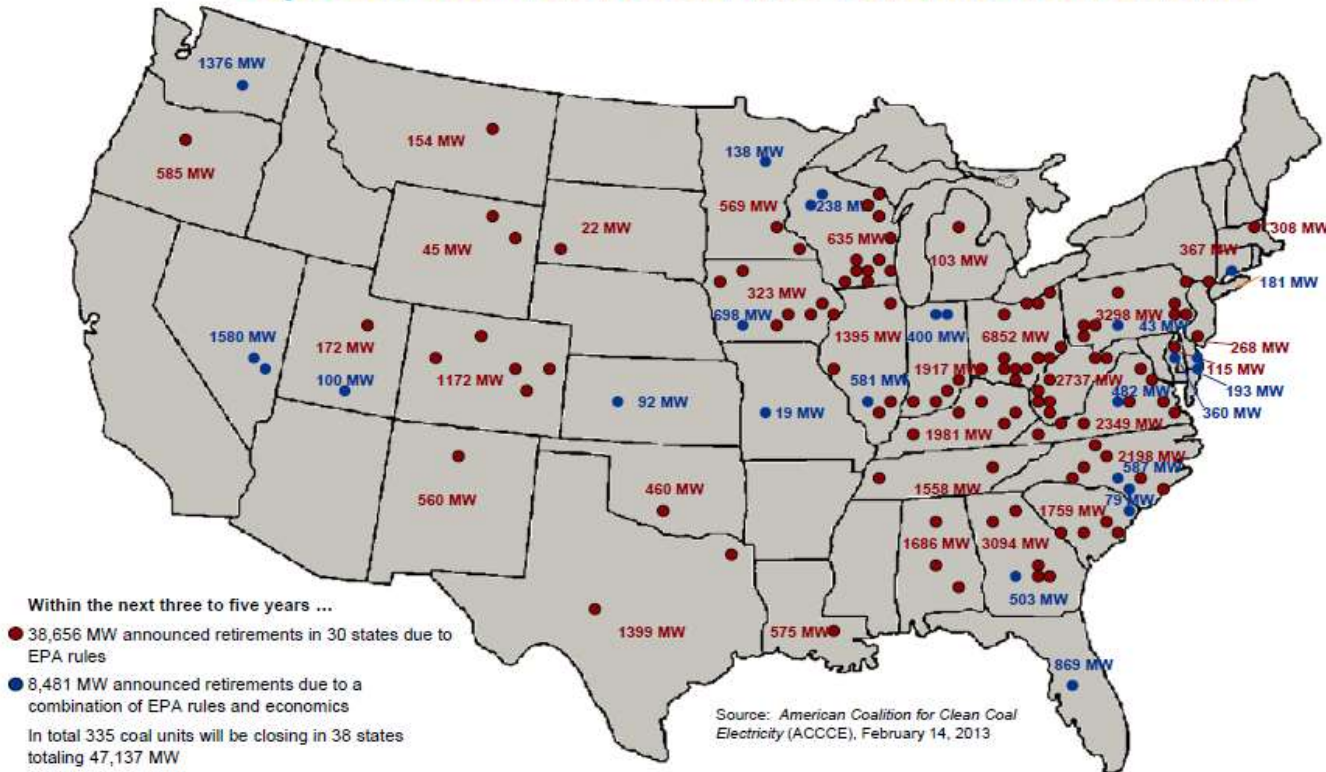 1376 MW
154 MW
138 MW
585 MW
569 MW
238 MW
22 MW
45 MW
635 MW
103 MW
367 MW
308 MW
181 MW
323 MW
698 MW
1580 MW
172 MW
100 MW
1172 MW
1395 MW
400 MW
6852 MW
3298 MW
43 MW
268 MW
115 MW
193 MW
360 MW
1917 MW
2737 MW
581 MW
482 MW
92 MW
19 MW
2349 MW
1981 MW
2198 MW
587 MW
1558 MW
79 MW
560 MW
460 MW
1759 MW
1686 MW
3094 MW
503 MW
1399 MW
575 MW
869 MW
Within the next three to five years ...
38,656 MW announced retirements in 30 states due to
EPA rules
8,481 MW announced retirements due to a
combination of EPA rules and economics
In total 335 coal units will be closing in 38 states
totaling 47,137 MW
Source: American Coalition for Clean Coal
Electricity (ACCCE), February 14, 2013